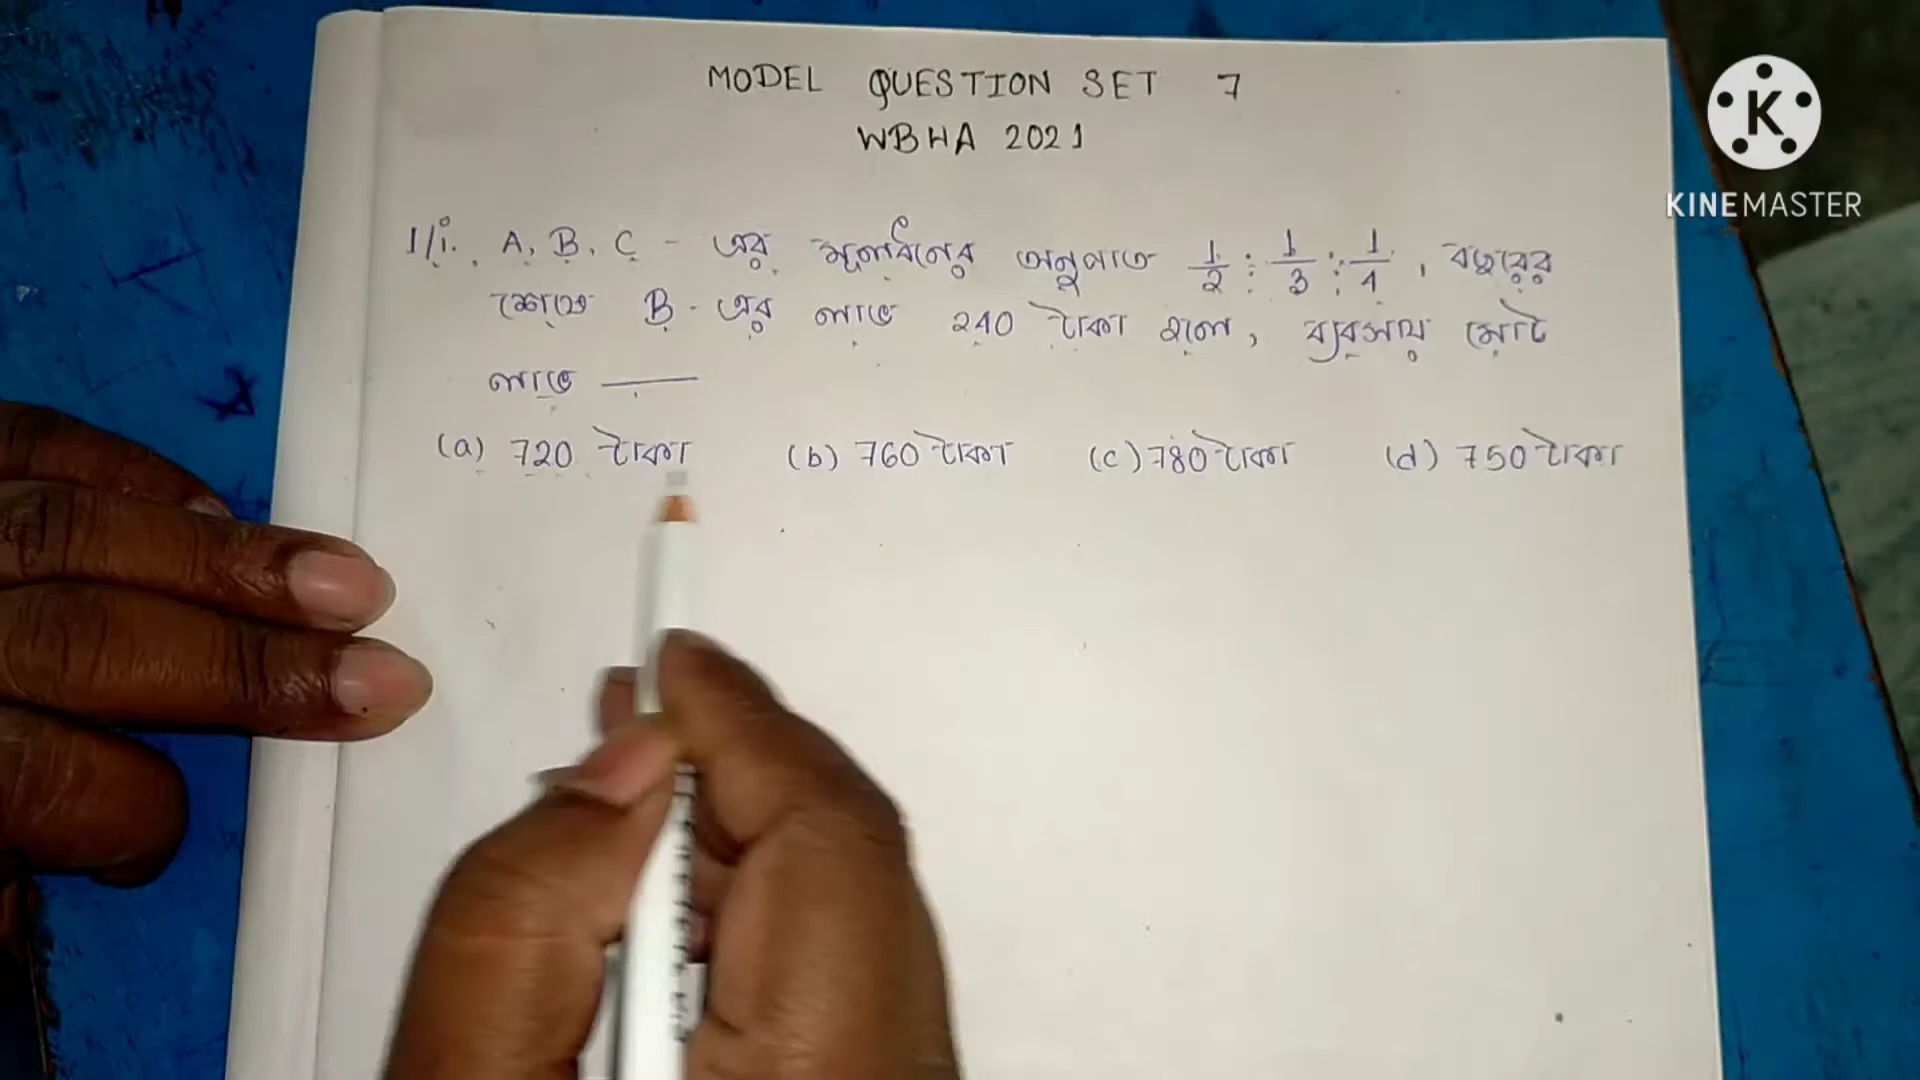 MODEL QUESTION SET 7
WBHA 2021
1/i. A, B, C - এর মূলধনের অনুপাত 1/2 : 1/3 : 1/4 , বছরের
শেষে B - এর লাভ 240 টাকা হলে, ব্যবসায় মোট
লাভ ———
(a) 720 টাকা (b) 760 টাকা (c) 780 টাকা (d) 750 টাকা
K
KINEMASTER